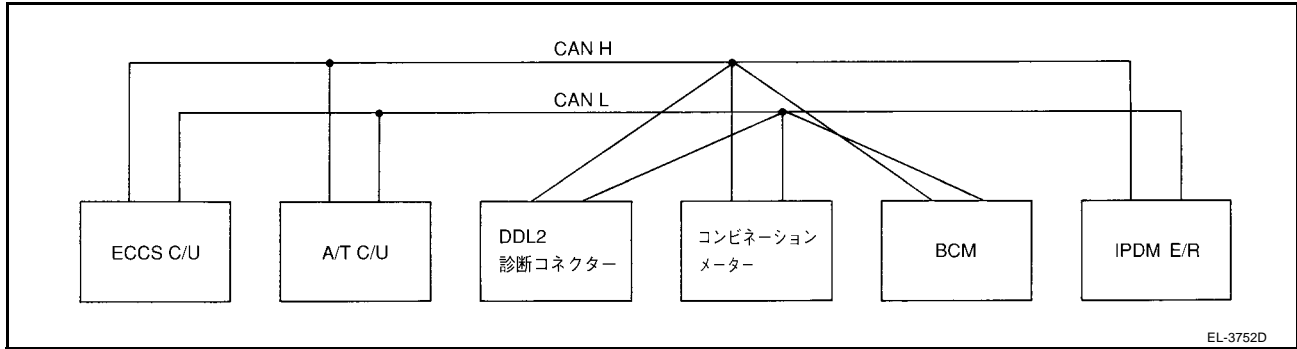 CAN H
CAN L
ECCS C/U
A/T C/U
DDL2
診断コネクター
コンビネーション
メーター
BCM
IPDM E/R
EL-3752D